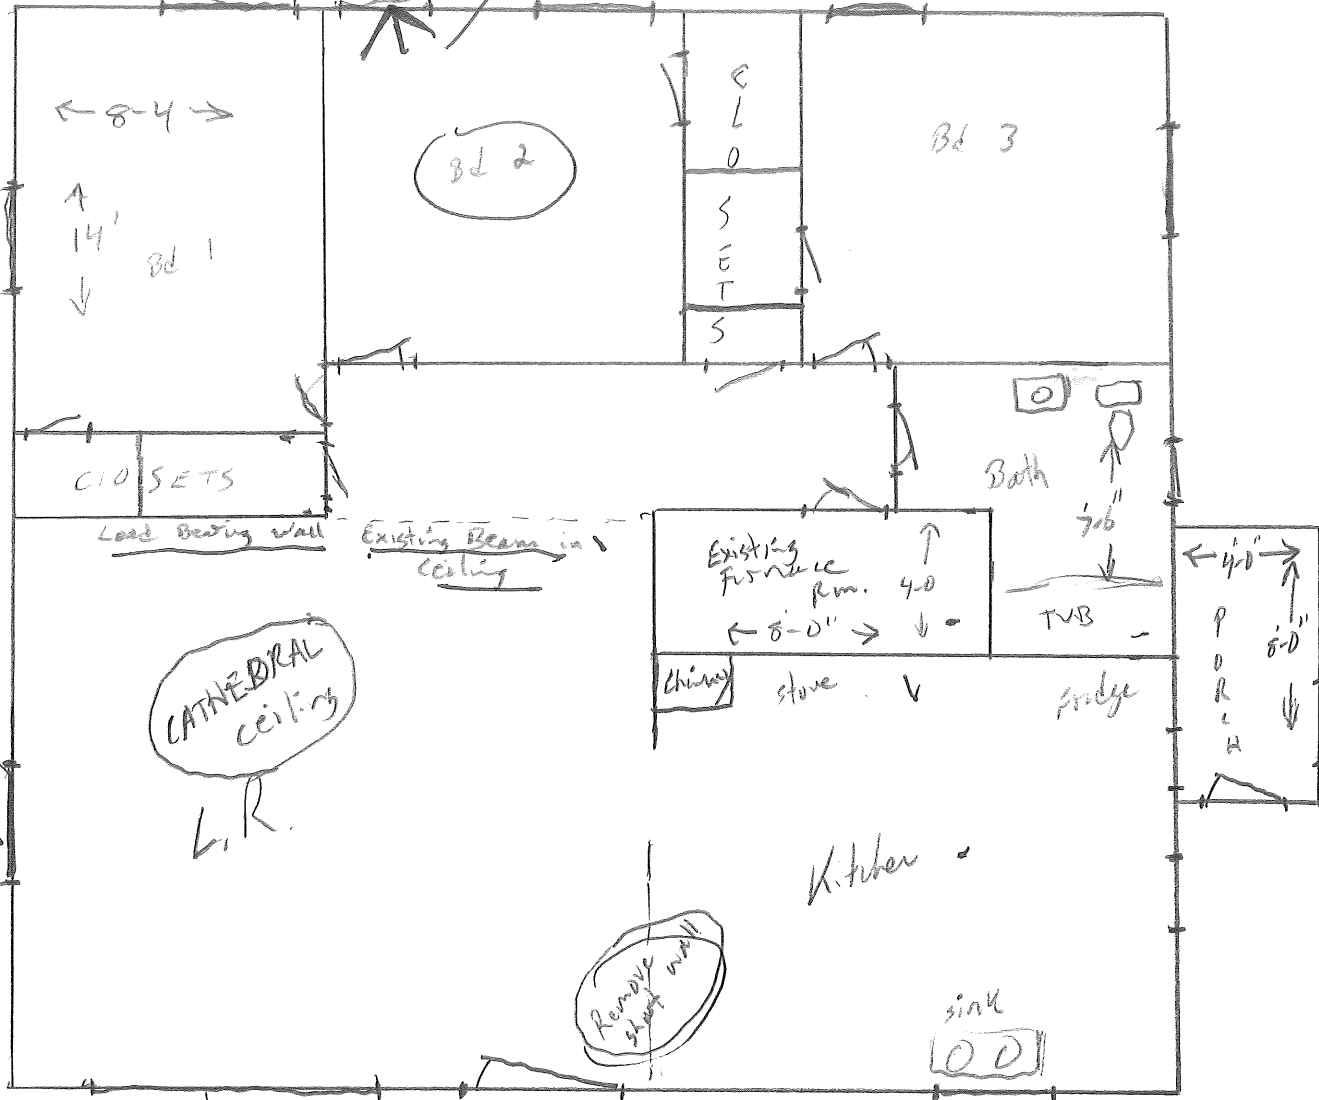 8-4
14'
Bd 1
Bd 2
CLO
SETS
Bd 3
CLO SETS
Load Bearing Wall
Existing Beam in
Ceiling
Bath
7'-6"
TUB
Existing
Furnace
Rm.
4-0
8'-0"
4'-0"
8'-0"
PORCH
Chimney
stove
Fridge
CATHEDRAL
Ceiling
L.R.
Kitchen
Remove
short wall
sink